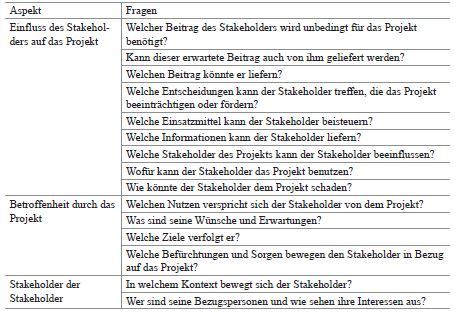 Aspekt Fragen
Einfluss des Stakehol- Welcher Beitrag des Stakeholders wird unbedingt für das Projekt
ders auf das Projekt benötigt?
Kann dieser erwartete Beitrag auch von ihm geliefert werden?
Welchen Beitrag könnte er liefern?
Welche Entscheidungen kann der Stakeholder treffen, die das Projekt
beeinträchtigen oder fördern?
Welche Einsatzmittel kann der Stakeholder beisteuern?
Welche Informationen kann der Stakeholder liefern?
Welche Stakeholder des Projekts kann der Stakeholder beeinflussen?
Wofür kann der Stakeholder das Projekt benutzen?
Wie könnte der Stakeholder dem Projekt schaden?
Betroffenheit durch das Welchen Nutzen verspricht sich der Stakeholder von dem Projekt?
Projekt Was sind seine Wünsche und Erwartungen?
Welche Ziele verfolgt er?
Welche Befürchtungen und Sorgen bewegen den Stakeholder in Bezug
auf das Projekt?
Stakeholder der In welchem Kontext bewegt sich der Stakeholder?
Stakeholder Wer sind seine Bezugspersonen und wie sehen ihre Interessen aus?